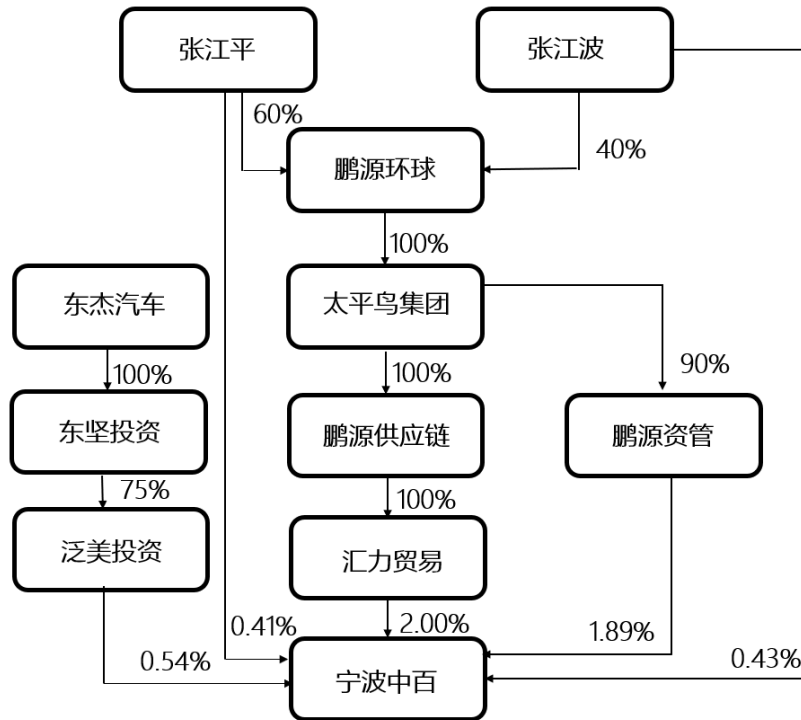 张江平
张江波
60%
40%
鹏源环球
100%
东杰汽车
太平鸟集团
100%
100%
90%
东坚投资
鹏源供应链
鹏源资管
75%
100%
泛美投资
汇力贸易
0.41%
2.00%
1.89%
0.54%
0.43%
宁波中百